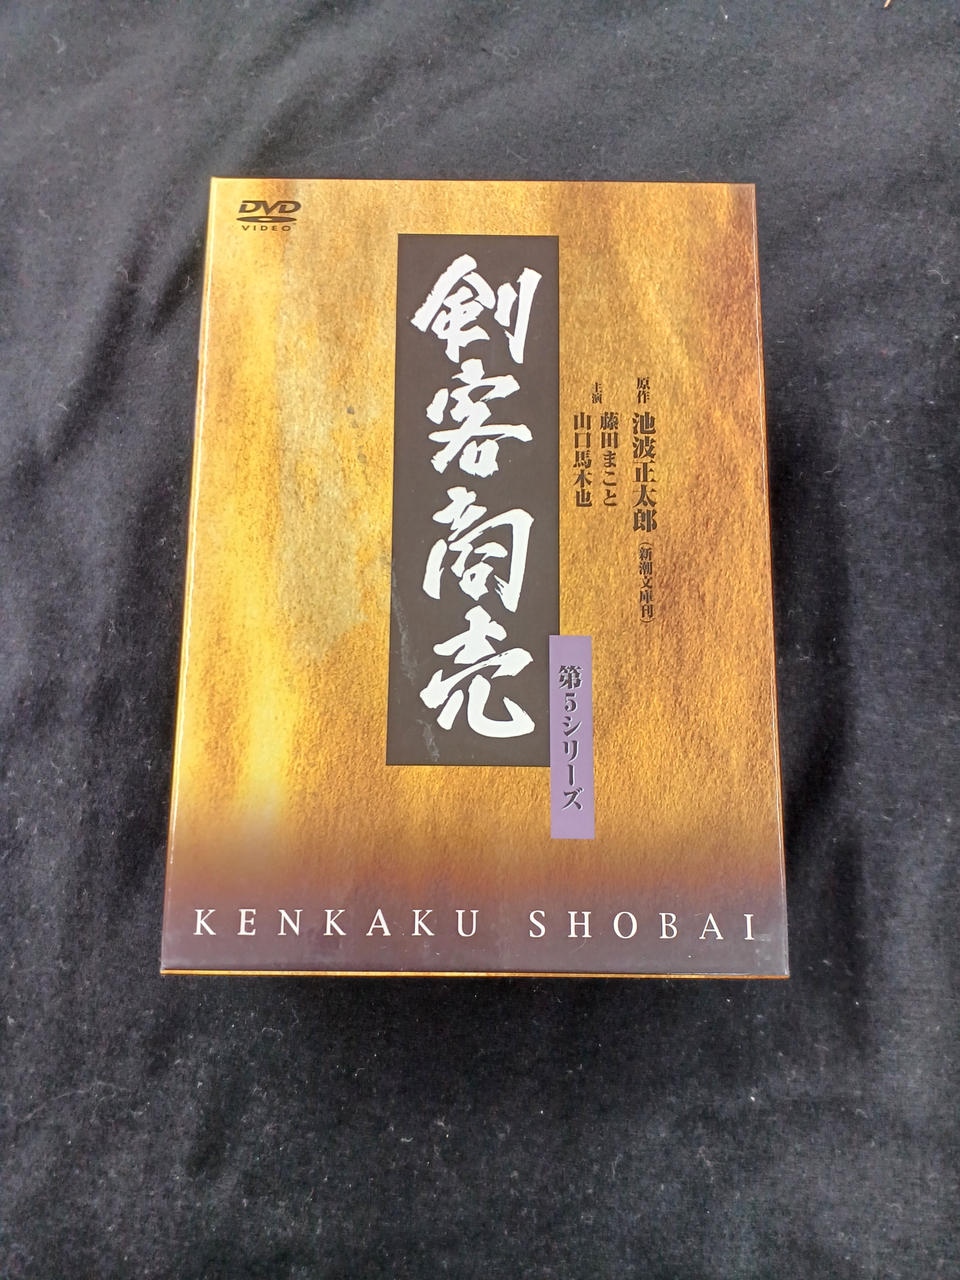 DVD
VIDEO
剣客商売
原作 池波正太郎(新潮文庫刊)
主演 藤田まこと
山口馬木也
第5シリーズ
KENKAKU SHOBAI